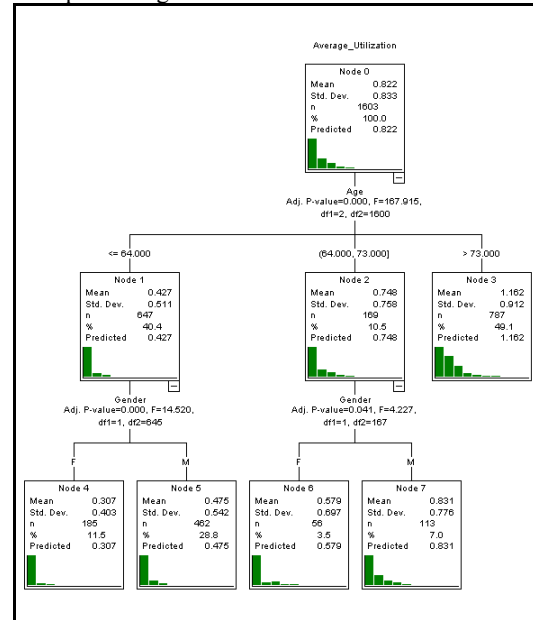 Average_Utilization
Node 0
Mean 0.822
Std. Dev. 0.833
n 1603
% 100.0
Predicted 0.822
Age
Adj. P-value=0.000, F=167.915,
df1=2, df2=1600
<= 64.000
(64.000, 73.000]
> 73.000
Node 1
Mean 0.427
Std. Dev. 0.511
n 647
% 40.4
Predicted 0.427
Node 2
Mean 0.748
Std. Dev. 0.758
n 169
% 10.5
Predicted 0.748
Node 3
Mean 1.162
Std. Dev. 0.912
n 787
% 49.1
Predicted 1.162
Gender
Adj. P-value=0.000, F=14.520,
df1=1, df2=645
Gender
Adj. P-value=0.041, F=4.227,
df1=1, df2=167
F
M
F
M
Node 4
Mean 0.307
Std. Dev. 0.403
n 185
% 11.5
Predicted 0.307
Node 5
Mean 0.475
Std. Dev. 0.542
n 462
% 28.8
Predicted 0.475
Node 6
Mean 0.579
Std. Dev. 0.697
n 56
% 3.5
Predicted 0.579
Node 7
Mean 0.831
Std. Dev. 0.776
n 113
% 7.0
Predicted 0.831